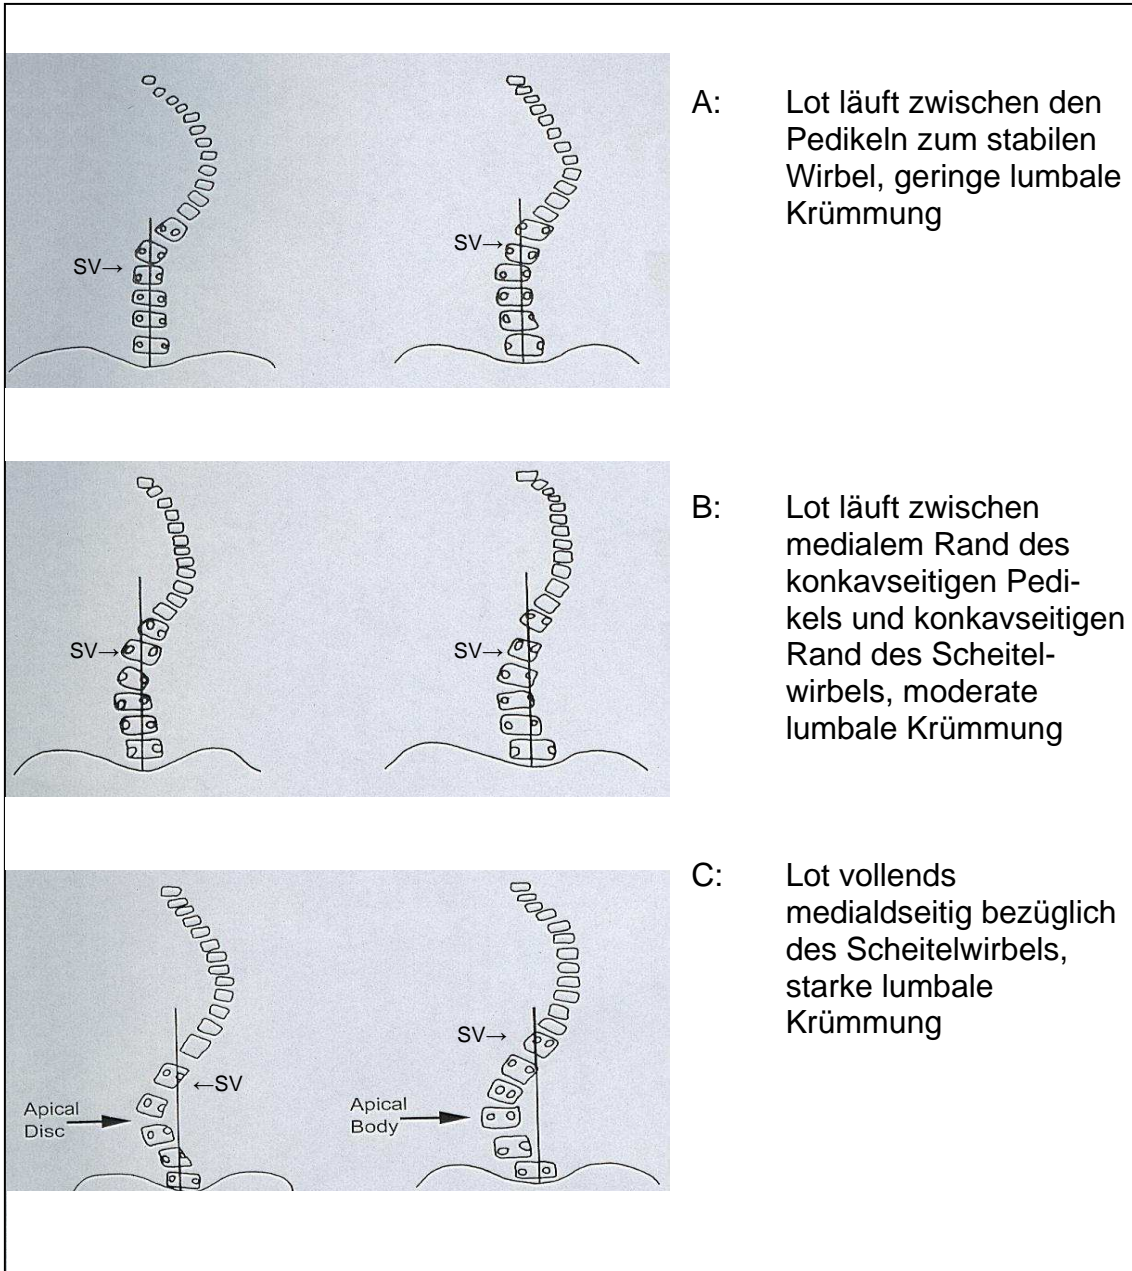 A: Lot läuft zwischen den
Pedikeln zum stabilen
Wirbel, geringe lumbale
Krümmung
SV→
SV→
B: Lot läuft zwischen
medialem Rand des
konkavseitigen Pedi-
kels und konkavseitigen
Rand des Scheitel-
wirbels, moderate
lumbale Krümmung
SV→
SV→
C: Lot vollends
medialdseitig bezüglich
des Scheitelwirbels,
starke lumbale
Krümmung
←SV
Apical
Disc
SV→
Apical
Body